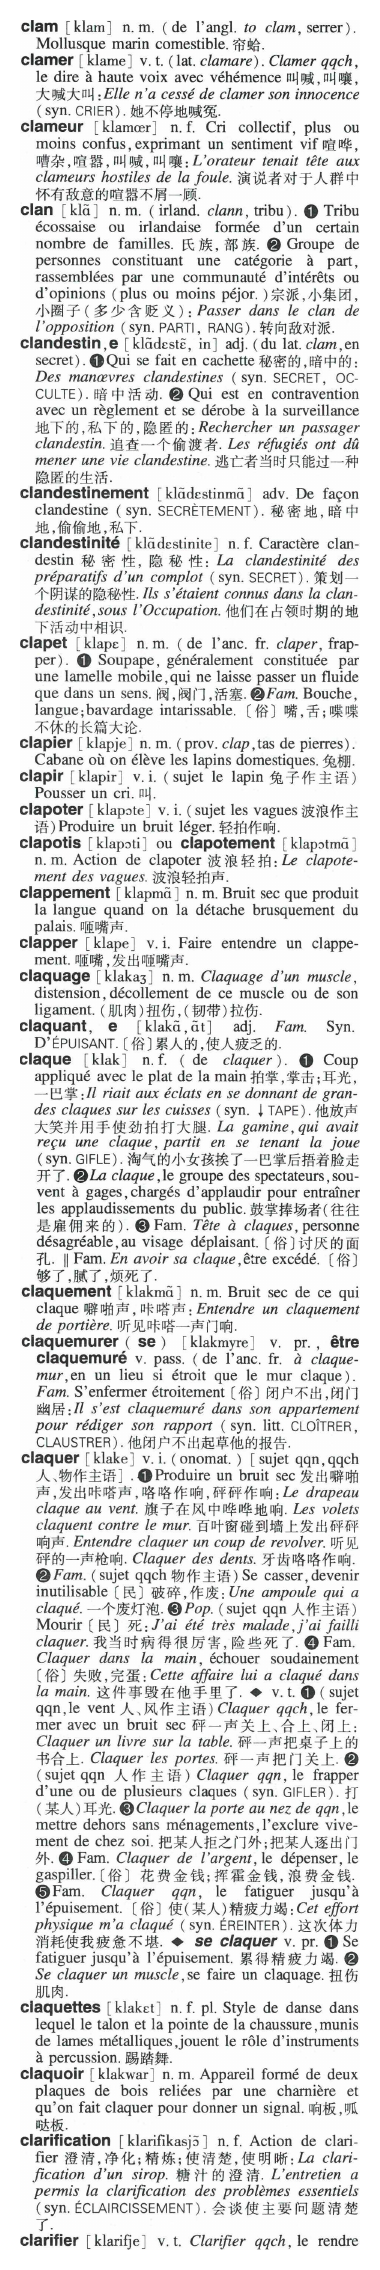 clam [klam] n. m. (de l'angl. to clam, serrer).
Mollusque marin comestible. 帘蛤.
clamer [klame] v. t. (lat. clamare). Clamer qqch,
le dire à haute voix avec véhémence 叫喊,叫嚷,
大喊大叫:Elle n'a cessé de clamer son innocence
(syn. CRIER). 她不停地喊冤.
clameur [klamœr] n. f. Cri collectif, plus ou
moins confus,exprimant un sentiment vif 喧哗,
嘈杂,喧嚣,叫喊,叫嚷:L'orateur tenait tête aux
clameurs hostiles de la foule. 演说者对于人群中
怀有敌意的喧嚣不屑一顾.
clan [klɑ̃] n. m. (irland. clann, tribu). ❶ Tribu
écossaise ou irlandaise formée d'un certain
nombre de familles. 氏族,部族. ❷ Groupe de
personnes constituant une catégorie à part,
rassemblées par une communauté d'intérêts ou
d'opinions (plus ou moins péjor.)宗派,小集团,
小圈子(多少含贬义): Passer dans le clan de
l'opposition (syn. PARTI, RANG). 转向敌对派.
clandestin,e [klɑ̃dɛstɛ̃, in] adj. (du lat. clam,en
secret). ❶Qui se fait en cachette 秘密的,暗中的:
Des manœvres clandestines (syn. SECRET, OC-
CULTE). 暗中活动. ❷ Qui est en contravention
avec un règlement et se dérobe à la surveillance
地下的,私下的,隐匿的:Rechercher un passager
clandestin. 追查一个偷渡者. Les réfugiés ont dû
mener une vie clandestine. 逃亡者当时只能过一种
隐匿的生活.
clandestinement [klɑ̃dɛstinmɑ̃] adv. De façon
clandestine (syn. SECRÈTEMENT). 秘密地,暗中
地,偷偷地,私下.
clandestinité [klɑ̃dɛstinite] n. f. Caractère clan-
destin 秘密性,隐秘性: La clandestinité des
préparatifs d'un complot (syn. SECRET). 策划一
个阴谋的隐秘性. Ils s'étaient connus dans la clan-
destinité,sous l'Occupation. 他们在占领时期的地
下活动中相识.
clapet [klapɛ] n. m. (de l'anc. fr. claper, frap-
per). ❶ Soupape, généralement constituée par
une lamelle mobile,qui ne laisse passer un fluide
que dans un sens. 阀,阀门,活塞. ❷Fam. Bouche,
langue;bavardage intarissable. 〔俗〕嘴,舌;喋喋
不休的长篇大论.
clapier [klapje] n. m. (prov. clap,tas de pierres).
Cabane où on élève les lapins domestiques. 兔棚.
clapir [klapir] v. i. (sujet le lapin 兔子作主语)
Pousser un cri. 叫.
clapoter [klapɔte] v. i. (sujet les vagues 波浪作主
语) Produire un bruit léger. 轻拍作响.
clapotis [klapɔti] ou clapotement [klapɔtmɑ̃]
n. m. Action de clapoter 波浪轻拍:Le clapote-
ment des vagues. 波浪轻拍声.
clappement [klapmɑ̃] n. m. Bruit sec que produit
la langue quand on la détache brusquement du
palais. 咂嘴声.
clapper [klape] v. i. Faire entendre un clappe-
ment. 咂嘴,发出咂嘴声.
claquage [klakaʒ] n. m. Claquage d'un muscle,
distension,décollement de ce muscle ou de son
ligament. (肌肉)扭伤,(韧带)拉伤.
claquant, e [klakɑ̃,ɑ̃t] adj. Fam. Syn.
D'ÉPUISANT. 〔俗〕累人的,使人疲乏的.
claque [klak] n. f. (de claquer). ❶ Coup
appliqué avec le plat de la main 拍掌,掌击;耳光,
一巴掌:Il riait aux éclats en se donnant de gran-
des claques sur les cuisses (syn. ↓TAPE). 他放声
大笑并用手使劲拍打大腿. La gamine,qui avait
reçu une claque, partit en se tenant la joue
(syn. GIFLE). 淘气的小女孩挨了一巴掌后捂着脸走
开了. ❷La claque,le groupe des spectateurs,sou-
vent à gages,chargés d'applaudir pour entraîner
les applaudissements du public. 鼓掌捧场者(往往
是雇佣来的). ❸ Fam. Tête à claques, personne
désagréable,au visage déplaisant. 〔俗〕讨厌的面
孔. ‖Fam. En avoir sa claque,être excédé. 〔俗〕
够了,腻了,烦死了.
claquement [klakmɑ̃] n. m. Bruit sec de ce qui
claque 噼啪声,咔嗒声:Entendre un claquement
de portière. 听见咔嗒一声门响.
claquemurer (se) [klakmyre] v. pr., être
claquemuré v. pass. (de l'anc. fr. à claque-
mur,en un lieu si étroit que le mur claque).
Fam. S'enfermer étroitement〔俗〕闭户不出,闭门
幽居:Il s'est claquemuré dans son appartement
pour rédiger son rapport (syn. litt. CLOÎTRER,
CLAUSTRER). 他闭户不出起草他的报告.
claquer [klake] v. i. (onomat.) [sujet qqn,qqch
人、物作主语]. ❶Produire un bruit sec 发出噼啪
声,发出咔嗒声,咯咯作响,砰砰作响:Le drapeau
claque au vent. 旗子在风中哗哗地响. Les volets
claquent contre le mur. 百叶窗碰到墙上发出砰砰
响声. Entendre claquer un coup de revolver. 听见
砰的一声枪响. Claquer des dents. 牙齿咯咯作响.
❷Fam. (sujet qqch 物作主语) Se casser,devenir
inutilisable〔民〕破碎,作废:Une ampoule qui a
claqué. 一个废灯泡. ❸Pop. (sujet qqn 人作主语)
Mourir〔民〕死:J'ai été très malade,j'ai failli
claquer. 我当时病得很厉害,险些死了. ❹ Fam.
Claquer dans la main, échouer soudainement
〔俗〕失败,完蛋:Cette affaire lui a claqué dans
la main. 这件事毁在他手里了. ◆ v. t. ❶ (sujet
qqn,le vent 人、风作主语) Claquer qqch,le fer-
mer avec un bruit sec 砰一声关上、合上、闭上:
Claquer un livre sur la table. 砰一声把桌子上的
书合上. Claquer les portes. 砰一声把门关上. ❷
(sujet qqn 人作主语) Claquer qqn,le frapper
d'une ou de plusieurs claques (syn. GIFLER). 打
(某人)耳光. ❸Claquer la porte au nez de qqn,le
mettre dehors sans ménagements,l'exclure vive-
ment de chez soi. 把某人拒之门外;把某人逐出门
外. ❹ Fam. Claquer de l'argent,le dépenser,le
gaspiller.〔俗〕花费金钱;挥霍金钱,浪费金钱.
❺Fam. Claquer qqn, le fatiguer jusqu'à
l'épuisement. 〔俗〕使(某人)精疲力竭:Cet effort
physique m'a claqué (syn. ÉREINTER). 这次体力
消耗使我疲惫不堪. ◆ se claquer v. pr. ❶ Se
fatiguer jusqu'à l'épuisement. 累得精疲力竭. ❷
Se claquer un muscle,se faire un claquage. 扭伤
肌肉.
claquettes [klakɛt] n. f. pl. Style de danse dans
lequel le talon et la pointe de la chaussure,munis
de lames métalliques,jouent le rôle d'instruments
à percussion. 踢踏舞.
claquoir [klakwar] n. m. Appareil formé de deux
plaques de bois reliées par une charnière et
qu'on fait claquer pour donner un signal. 响板,呱
哒板.
clarification [klarifikasjɔ̃] n. f. Action de clari-
fier 澄清,净化;精炼;使清楚,使明晰:La clari-
fication d'un sirop. 糖汁的澄清. L'entretien a
permis la clarification des problèmes essentiels
(syn. ÉCLAIRCISSEMENT). 会谈使主要问题清楚
了.
clarifier [klarifje] v. t. Clarifier qqch, le rendre